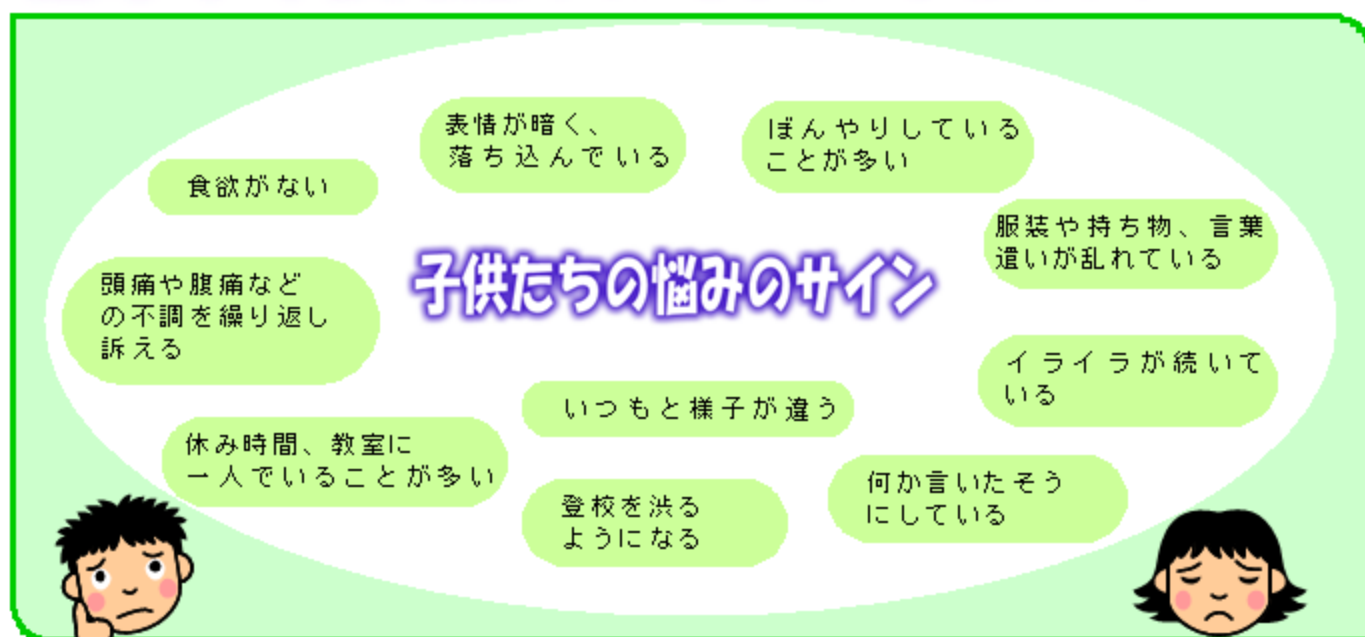 表情が暗く、
落ち込んでいる
ぼんやりしている
ことが多い
食欲がない
服装や持ち物、言葉
遣いが乱れている
子供たちの悩みのサイン
頭痛や腹痛など
の不調を繰り返し
訴える
イライラが続いて
いる
いつもと様子が違う
休み時間、教室に
一人でいることが多い
何か言いたそう
にしている
登校を渋る
ようになる